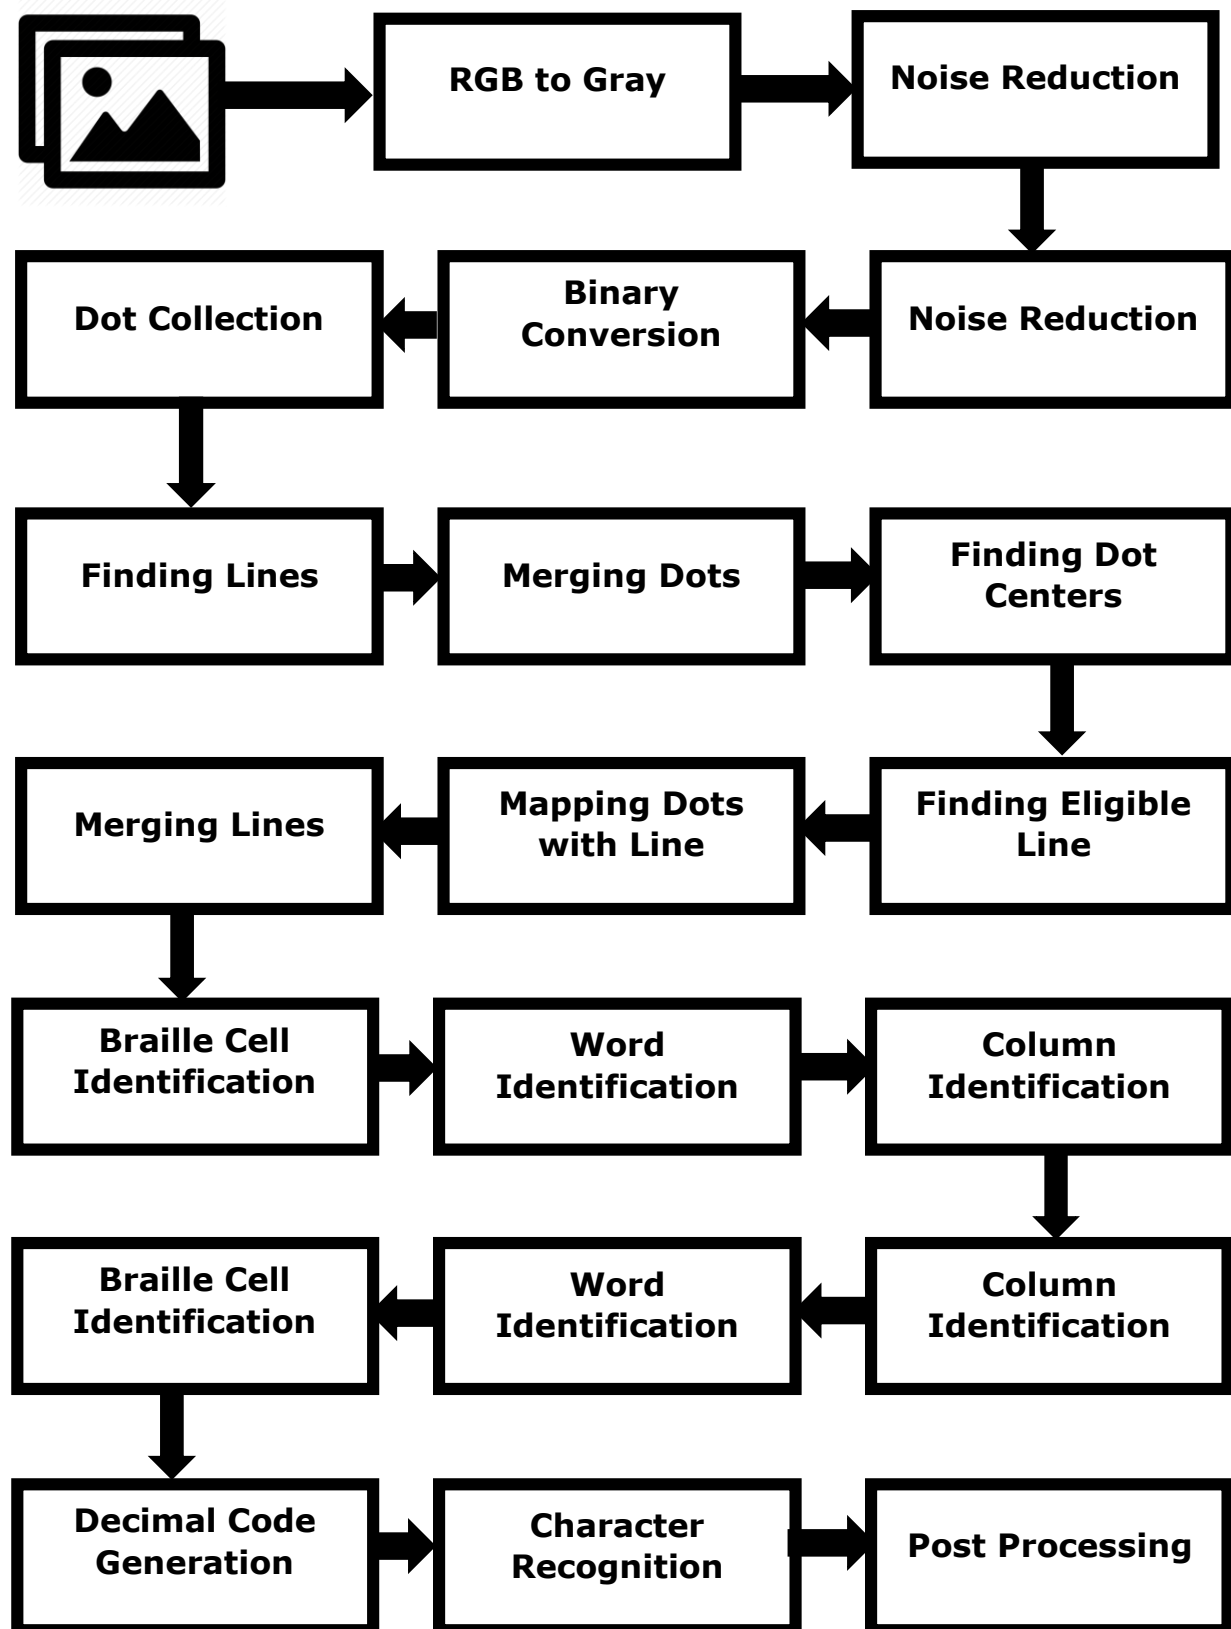 RGB to Gray
Noise Reduction
Dot Collection
Binary
Conversion
Noise Reduction
Finding Lines
Merging Dots
Finding Dot
Centers
Merging Lines
Mapping Dots
with Line
Finding Eligible
Line
Braille Cell
Identification
Word
Identification
Column
Identification
Braille Cell
Identification
Word
Identification
Column
Identification
Decimal Code
Generation
Character
Recognition
Post Processing